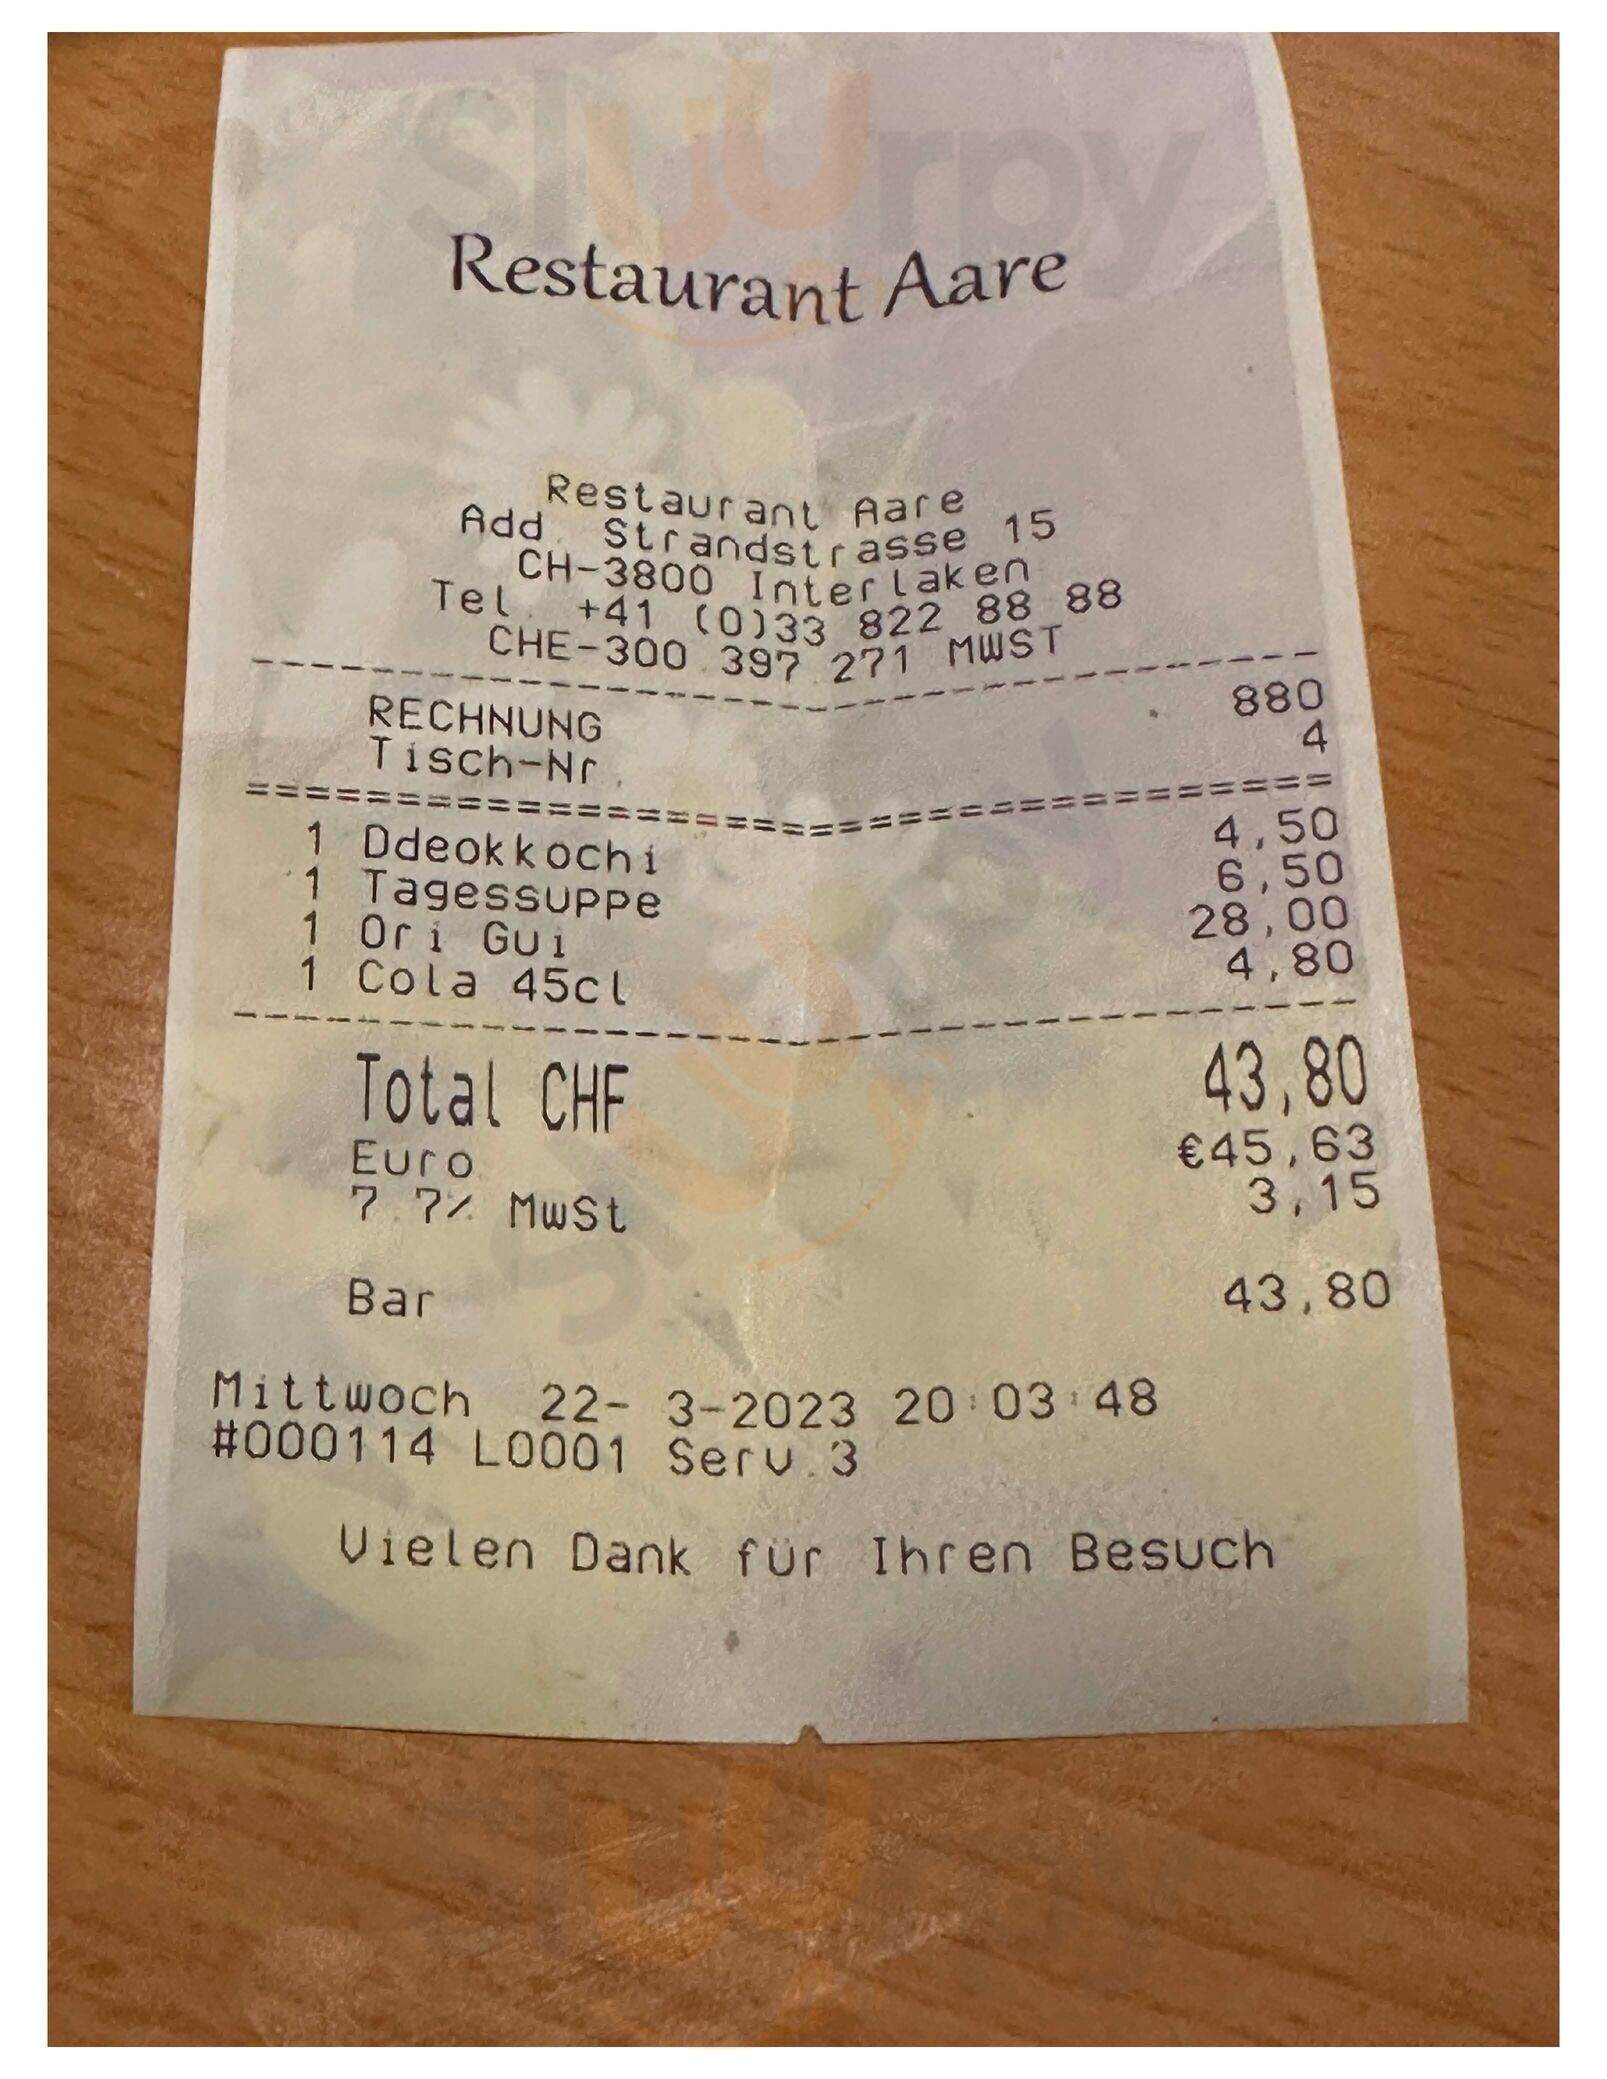 sluurpy
Restaurant Aare
Restaurant Aare
Add. Strandstrasse 15
CH-3800 Interlaken
Tel. +41 (0)33 822 88 88
CHE-300.397.271 MWST
RECHNUNG 880
Tisch-Nr. 4
1 Ddeokkochi 4,50
1 Tagessuppe 6,50
1 Ori Gui 28,00
1 Cola 45cl 4,80
Total CHF 43,80
Euro €45,63
7.7% MwSt 3,15
Bar 43,80
Mittwoch 22- 3-2023 20:03:48
#000114 L0001 Serv.3
Vielen Dank für Ihren Besuch
sluurpy
sluurpy